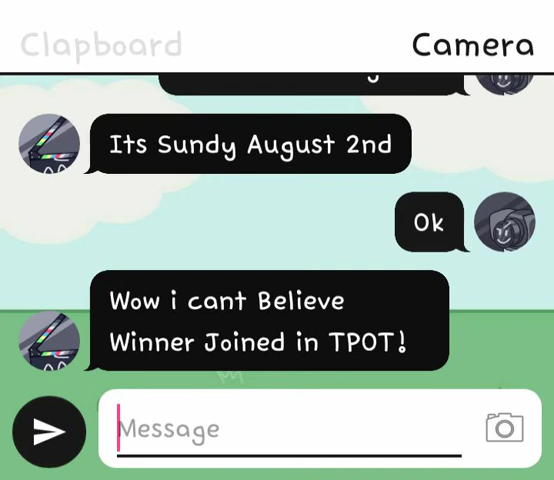 Clapboard
Camera
Its Sundy August 2nd
Ok
Wow i cant Believe
Winner Joined in TPOT!
Message